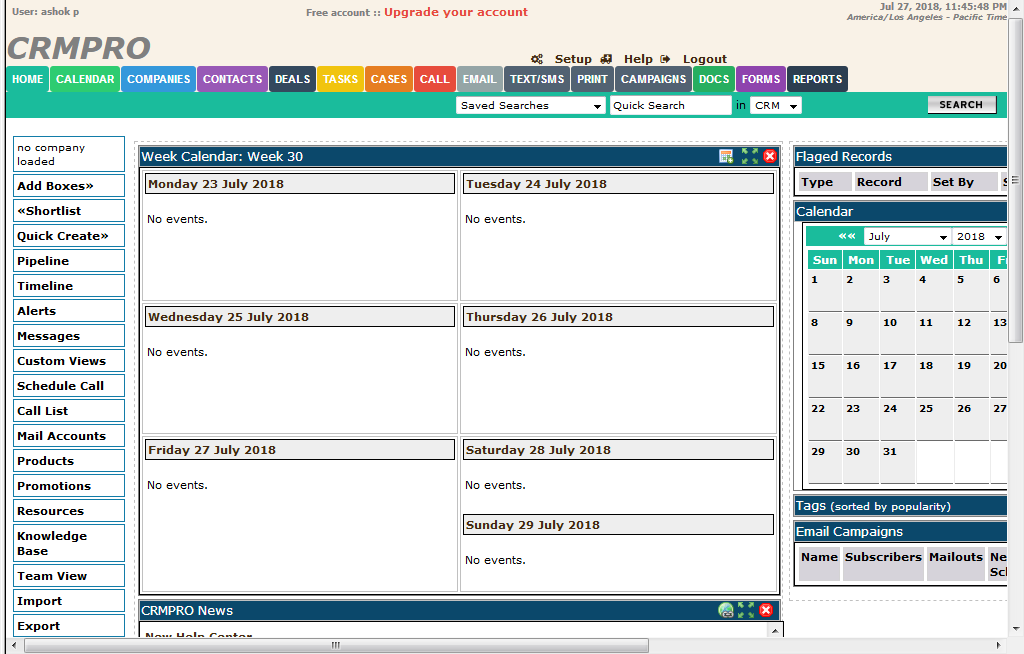 User: ashok p
Free account :: Upgrade your account
Jul 27, 2018, 11:45:48 PM
America/Los Angeles - Pacific Time
CRMPRO
Setup Help Logout
HOME CALENDAR COMPANIES CONTACTS DEALS TASKS CASES CALL EMAIL TEXT/SMS PRINT CAMPAIGNS DOCS FORMS REPORTS
Saved Searches Quick Search in CRM SEARCH
no company
loaded
Add Boxes»
«Shortlist
Quick Create»
Pipeline
Timeline
Alerts
Messages
Custom Views
Schedule Call
Call List
Mail Accounts
Products
Promotions
Resources
Knowledge
Base
Team View
Import
Export
Week Calendar: Week 30
Monday 23 July 2018
No events.
Tuesday 24 July 2018
No events.
Wednesday 25 July 2018
No events.
Thursday 26 July 2018
No events.
Friday 27 July 2018
No events.
Saturday 28 July 2018
No events.
Sunday 29 July 2018
No events.
CRMPRO News
New Help Center
Flaged Records
Type Record Set By
Calendar
«« July 2018
Sun Mon Tue Wed Thu
1 2 3 4 5 6
8 9 10 11 12 13
15 16 17 18 19 20
22 23 24 25 26 27
29 30 31
Tags (sorted by popularity)
Email Campaigns
Name Subscribers Mailouts